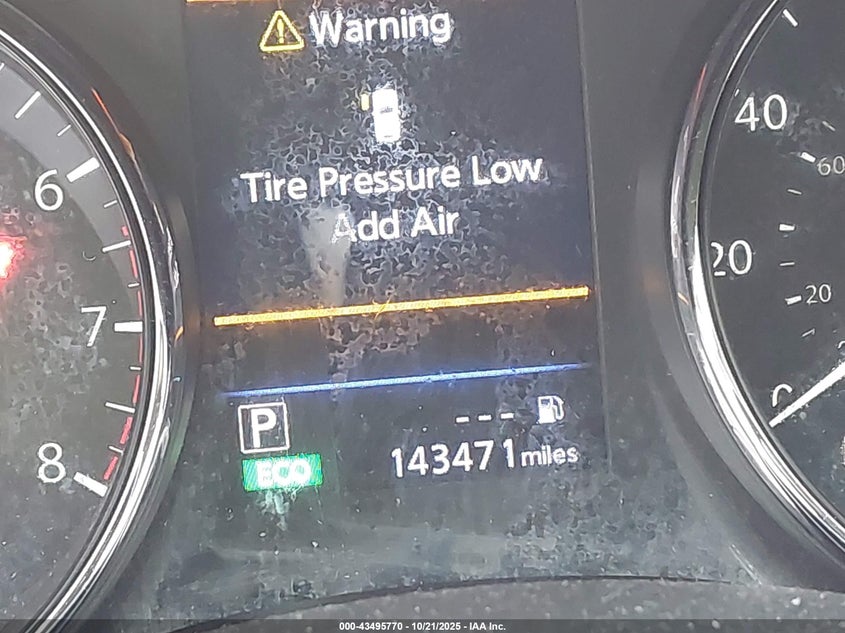 Warning
Tire Pressure Low
Add Air
6
7
8
40
60
20
20
0
P
---
ECO
143471 miles
000-43495770 - 10/21/2025 - IAA Inc.